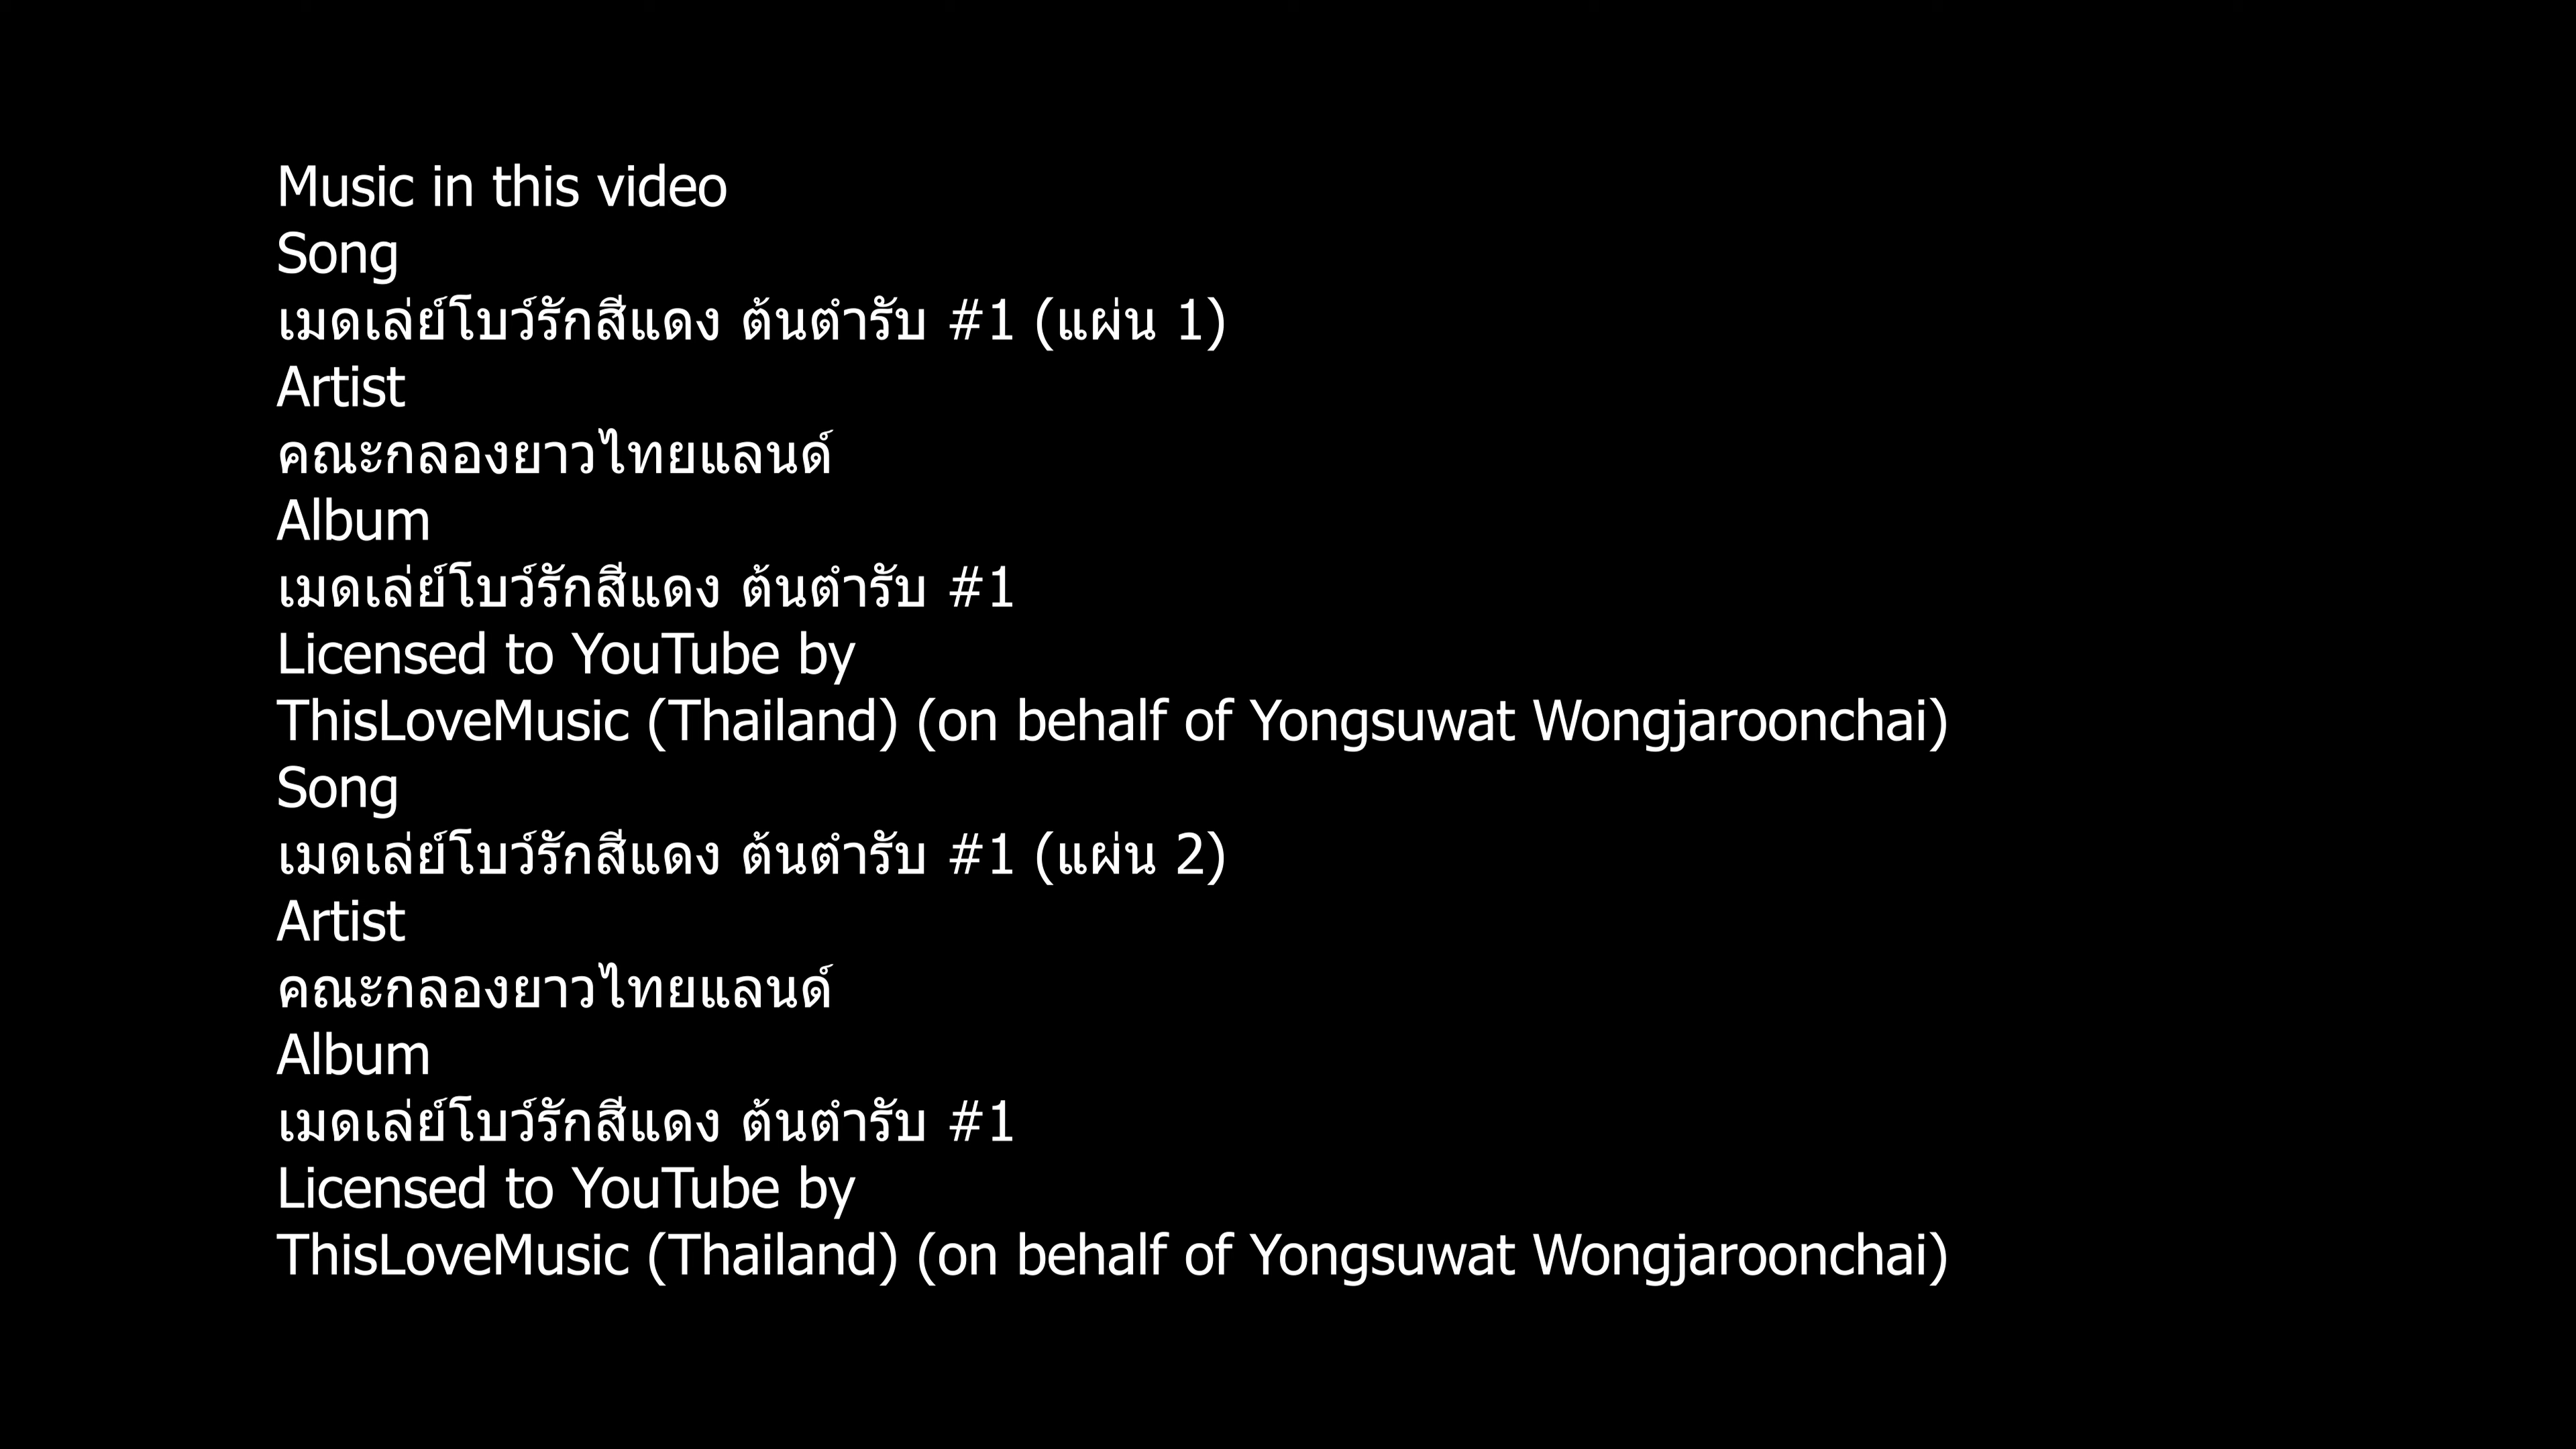 Music in this video
Song
เมดเล่ย์โบว์รักสีแดง ต้นตำรับ #1 (แผ่น 1)
Artist
คณะกลองยาวไทยแลนด์
Album
เมดเล่ย์โบว์รักสีแดง ต้นตำรับ #1
Licensed to YouTube by
ThisLoveMusic (Thailand) (on behalf of Yongsuwat Wongjaroonchai)
Song
เมดเล่ย์โบว์รักสีแดง ต้นตำรับ #1 (แผ่น 2)
Artist
คณะกลองยาวไทยแลนด์
Album
เมดเล่ย์โบว์รักสีแดง ต้นตำรับ #1
Licensed to YouTube by
ThisLoveMusic (Thailand) (on behalf of Yongsuwat Wongjaroonchai)